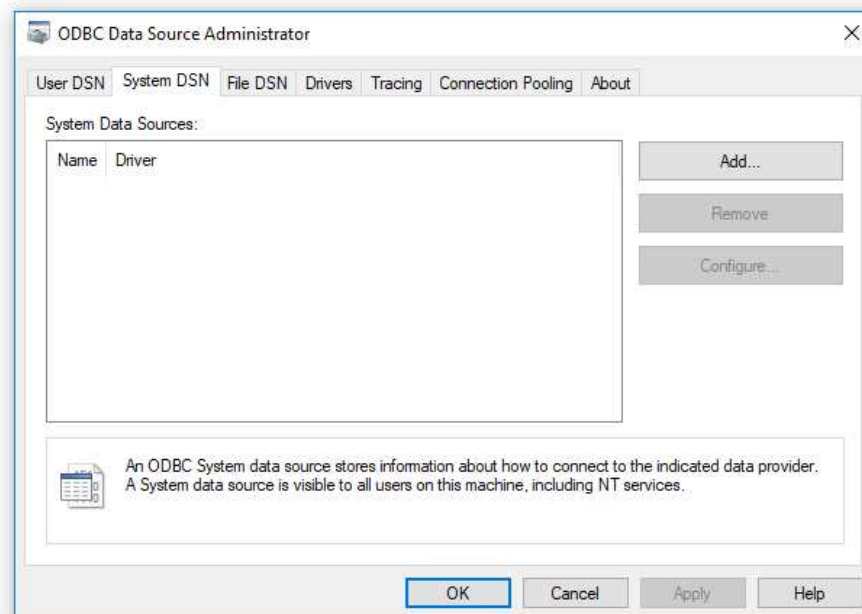 ODBC Data Source Administrator
User DSN System DSN File DSN Drivers Tracing Connection Pooling About
System Data Sources:
Name Driver
Add...
Remove
Configure...
An ODBC System data source stores information about how to connect to the indicated data provider.
A System data source is visible to all users on this machine, including NT services.
OK Cancel Apply Help